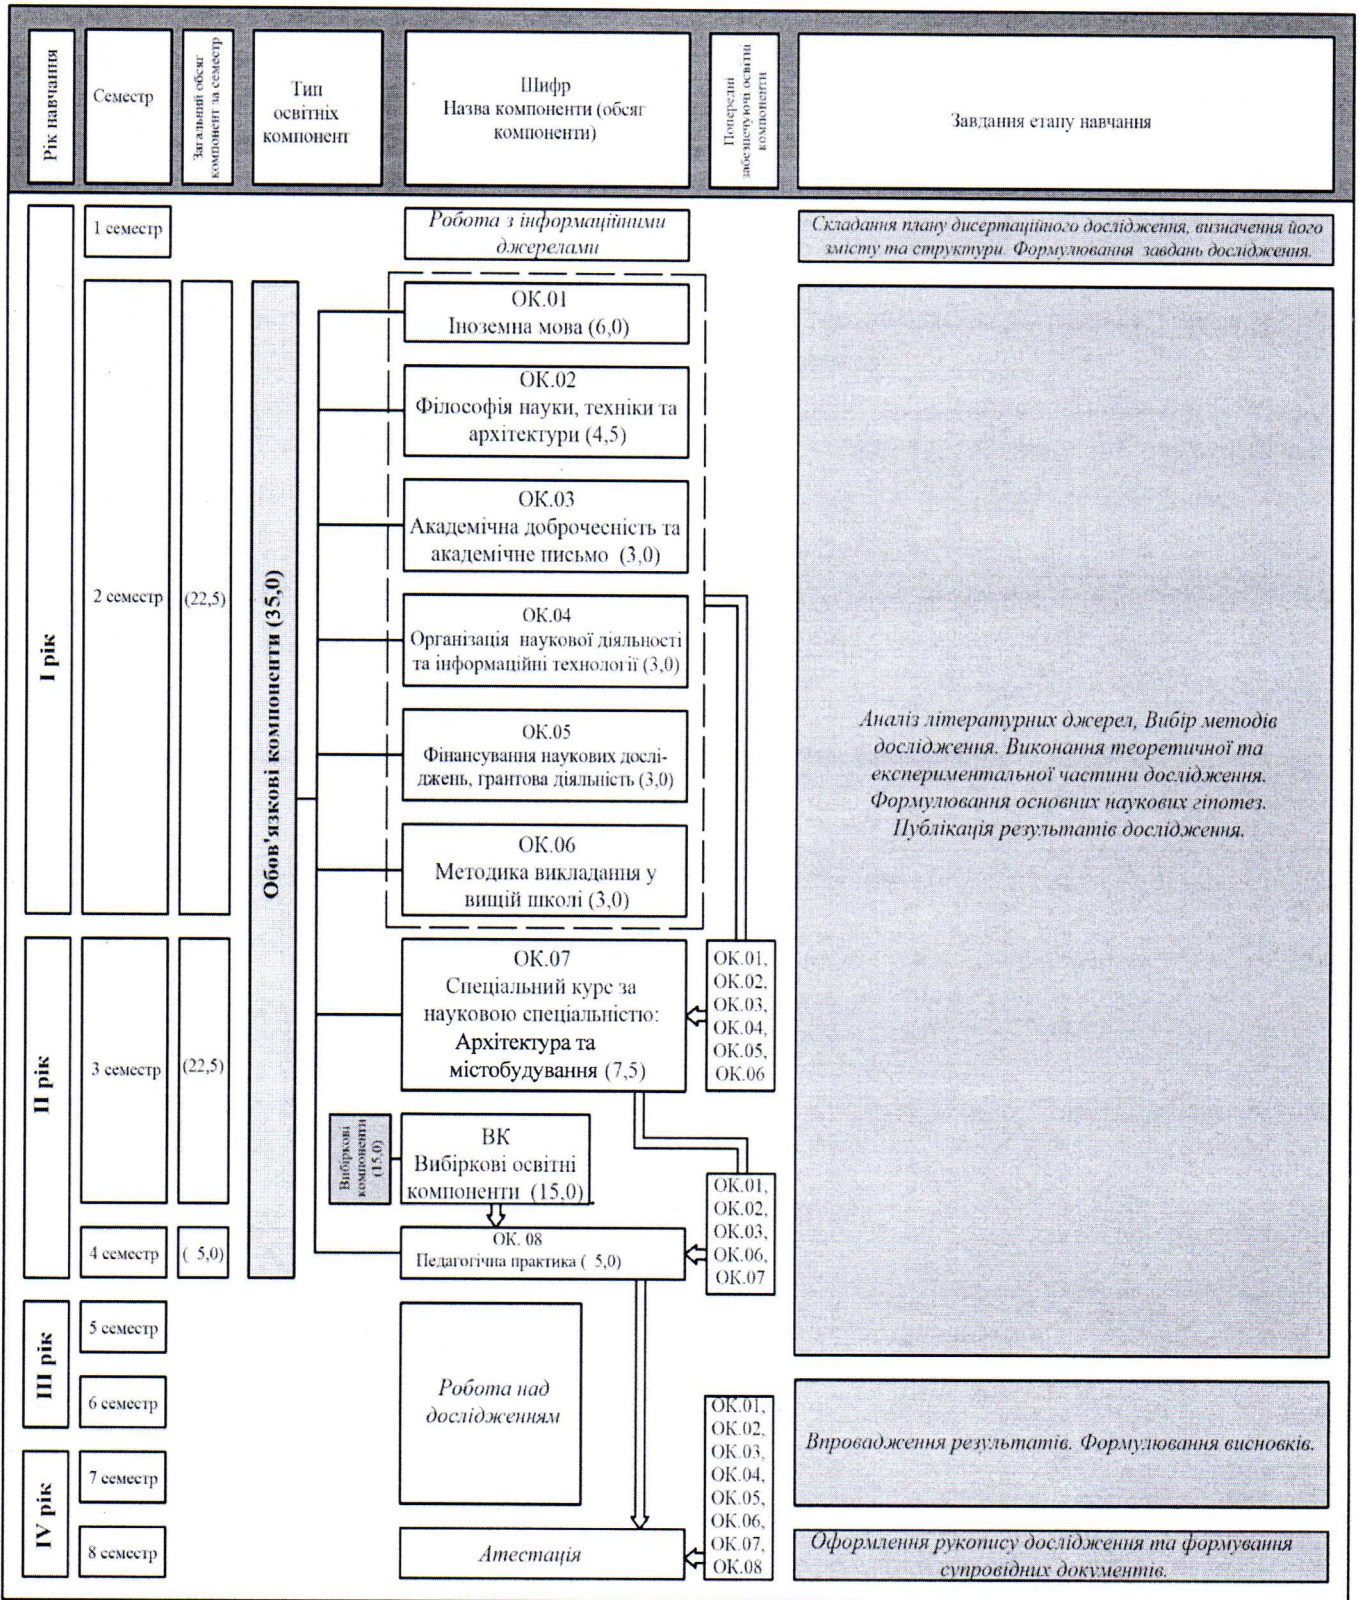 Рік навчання
Семестр
Загальний обсяг
компонент за семестр
Тип
освітніх
компонент
Шифр
Назва компоненти (обсяг
компоненти)
Попередні
забезпечуючі освітні
компоненти
Завдання етапу навчання
І рік
1 семестр
Робота з інформаційними
джерелами
Складання плану дисертаційного дослідження, визначення його
змісту та структури. Формулювання завдань дослідження.
2 семестр
(22,5)
Обов'язкові компоненти (35,0)
ОК.01
Іноземна мова (6,0)
ОК.02
Філософія науки, техніки та
архітектури (4,5)
ОК.03
Академічна доброчесність та
академічне письмо (3,0)
ОК.04
Організація наукової діяльності
та інформаційні технології (3,0)
ОК.05
Фінансування наукових дослі-
джень, грантова діяльність (3,0)
ОК.06
Методика викладання у
вищій школі (3,0)
Аналіз літературних джерел, Вибір методів
дослідження. Виконання теоретичної та
експериментальної частини дослідження.
Формулювання основних наукових гіпотез.
Публікація результатів дослідження.
ІІ рік
3 семестр
(22,5)
ОК.07
Спеціальний курс за
науковою спеціальністю:
Архітектура та
містобудування (7,5)
ОК.01,
ОК.02,
ОК.03,
ОК.04,
ОК.05,
ОК.06
Вибіркові
компоненти
(15,0)
ВК
Вибіркові освітні
компоненти (15,0)
4 семестр
( 5,0)
ОК. 08
Педагогічна практика ( 5,0)
ОК.01,
ОК.02,
ОК.03,
ОК.06,
ОК.07
ІІІ рік
5 семестр
6 семестр
Робота над
дослідженням
Впровадження результатів. Формулювання висновків.
ІV рік
7 семестр
8 семестр
Атестація
ОК.01,
ОК.02,
ОК.03,
ОК.04,
ОК.05,
ОК.06,
ОК.07,
ОК.08
Оформлення рукопису дослідження та формування
супровідних документів.